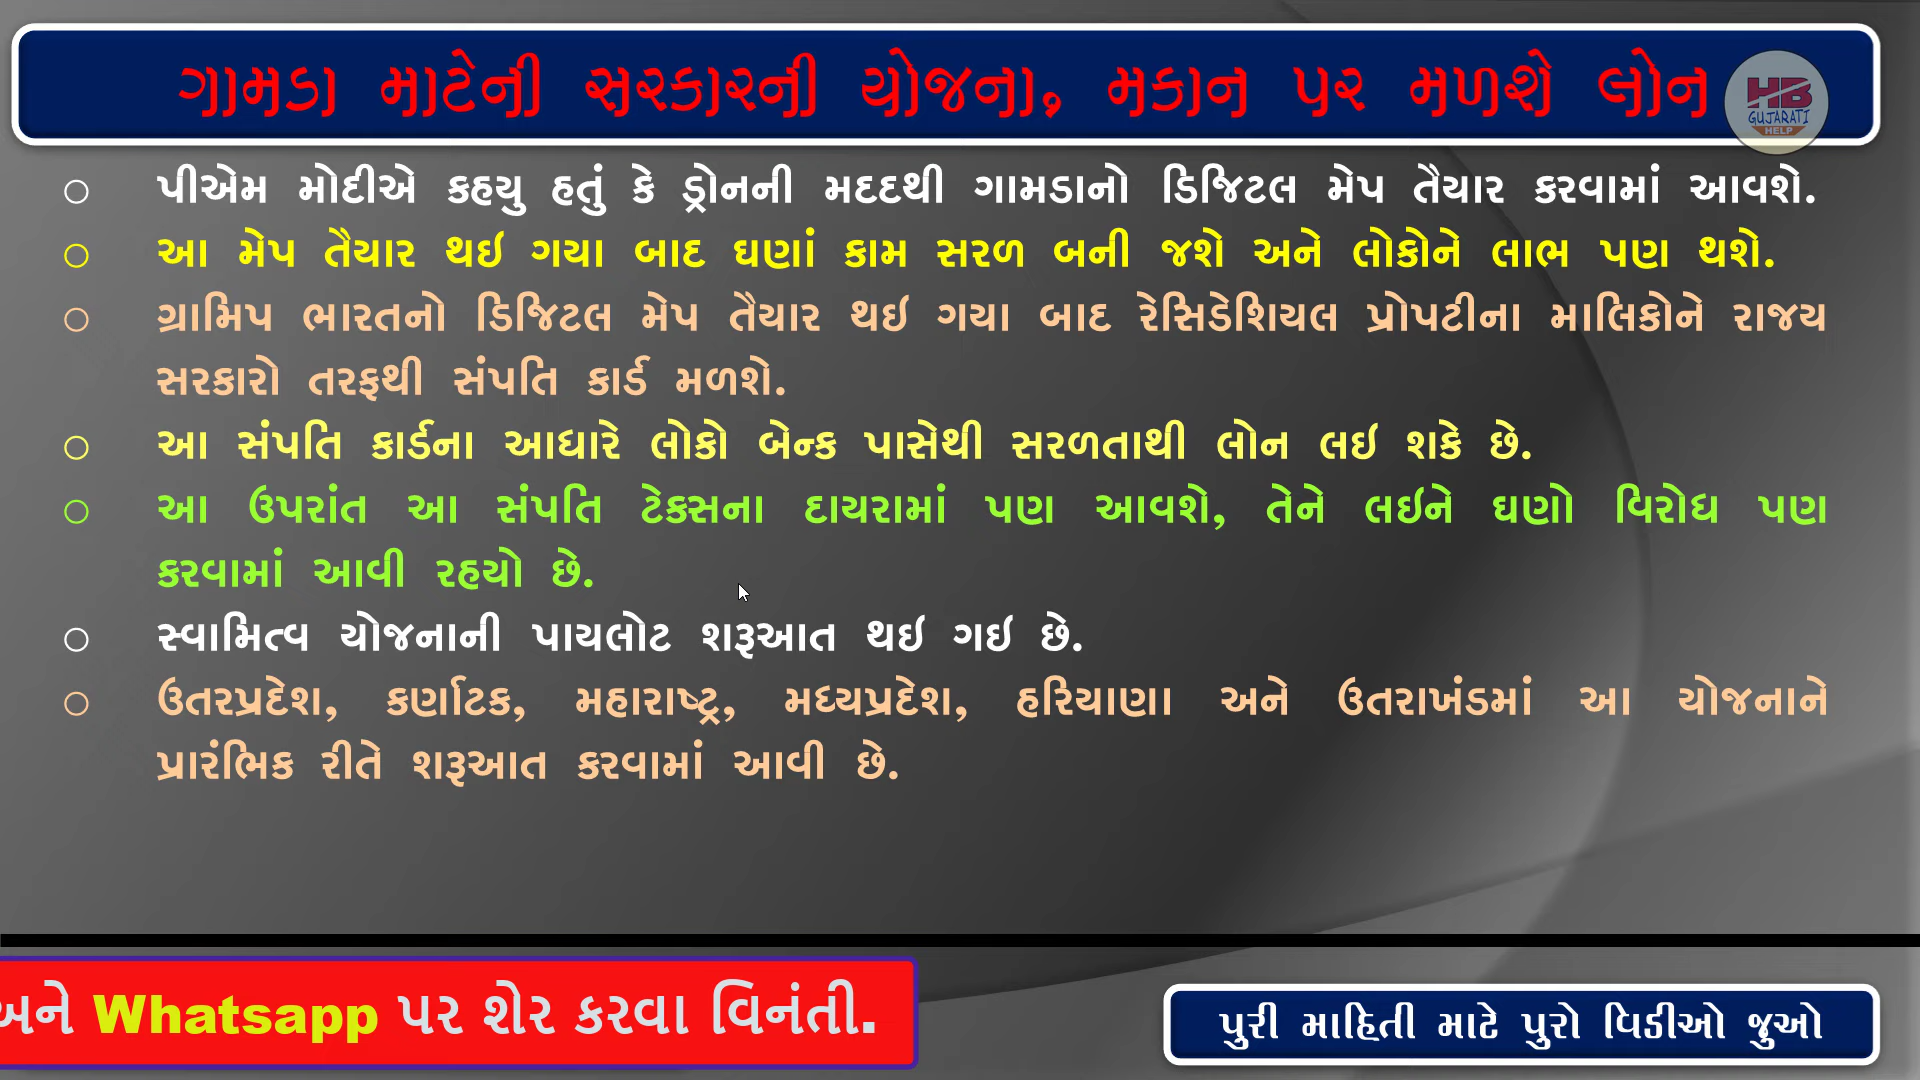 ગામડા માટેની સરકારની યોજના, મકાન પર મળશે લોન
HB
GUJARATI
HELP
પીએમ મોદીએ કહયુ હતું કે ડ્રોનની મદદથી ગામડાનો ડિજિટલ મેપ તૈયાર કરવામાં આવશે.
આ મેપ તૈયાર થઇ ગયા બાદ ઘણાં કામ સરળ બની જશે અને લોકોને લાભ પણ થશે.
ગ્રામિપ ભારતનો ડિજિટલ મેપ તૈયાર થઇ ગયા બાદ રેસિડેશિયલ પ્રોપટીના માલિકોને રાજય
સરકારો તરફથી સંપતિ કાર્ડ મળશે.
આ સંપતિ કાર્ડના આધારે લોકો બેન્ક પાસેથી સરળતાથી લોન લઇ શકે છે.
આ ઉપરાંત આ સંપતિ ટેક્સના દાયરામાં પણ આવશે, તેને લઇને ઘણો વિરોધ પણ
કરવામાં આવી રહયો છે.
સ્વામિત્વ યોજનાની પાયલોટ શરૂઆત થઇ ગઇ છે.
ઉતરપ્રદેશ, કર્ણાટક, મહારાષ્ટ્ર, મધ્યપ્રદેશ, હરિયાણા અને ઉતરાખંડમાં આ યોજનાને
પ્રારંભિક રીતે શરૂઆત કરવામાં આવી છે.
અને Whatsapp પર શેર કરવા વિનંતી.
પુરી માહિતી માટે પુરો વિડીઓ જુઓ